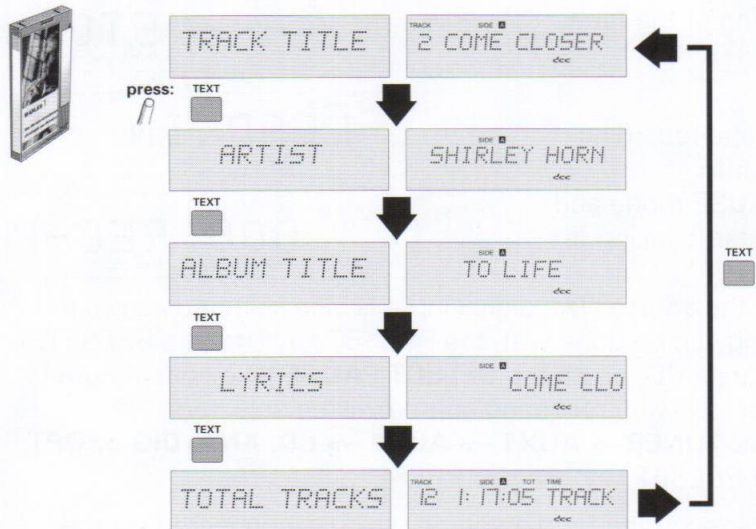 TRACK TITLE
TRACK SIDE A
2 COME CLOSER
dcc
press: TEXT
ARTIST
SIDE A
SHIRLEY HORN
dcc
TEXT
ALBUM TITLE
SIDE A
TO LIFE
dcc
TEXT
TEXT
LYRICS
SIDE A
COME CLO
dcc
TEXT
TOTAL TRACKS
TRACK SIDE A TOT TIME
12 1:17:05 TRACK
dcc